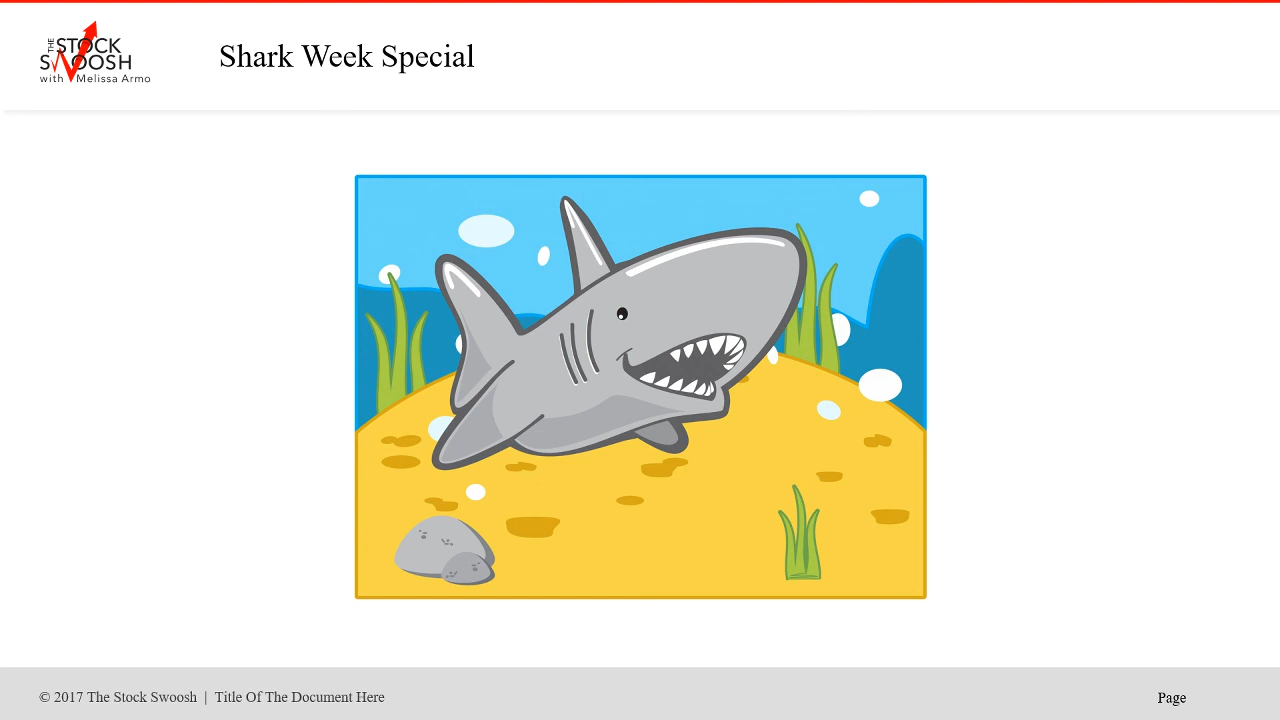 THE STOCK
SWOOSH
with Melissa Armo
Shark Week Special
© 2017 The Stock Swoosh | Title Of The Document Here
Page